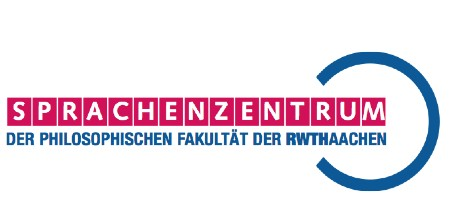 SPRACHENZENTRUM
DER PHILOSOPHISCHEN FAKULTÄT DER RWTHAACHEN